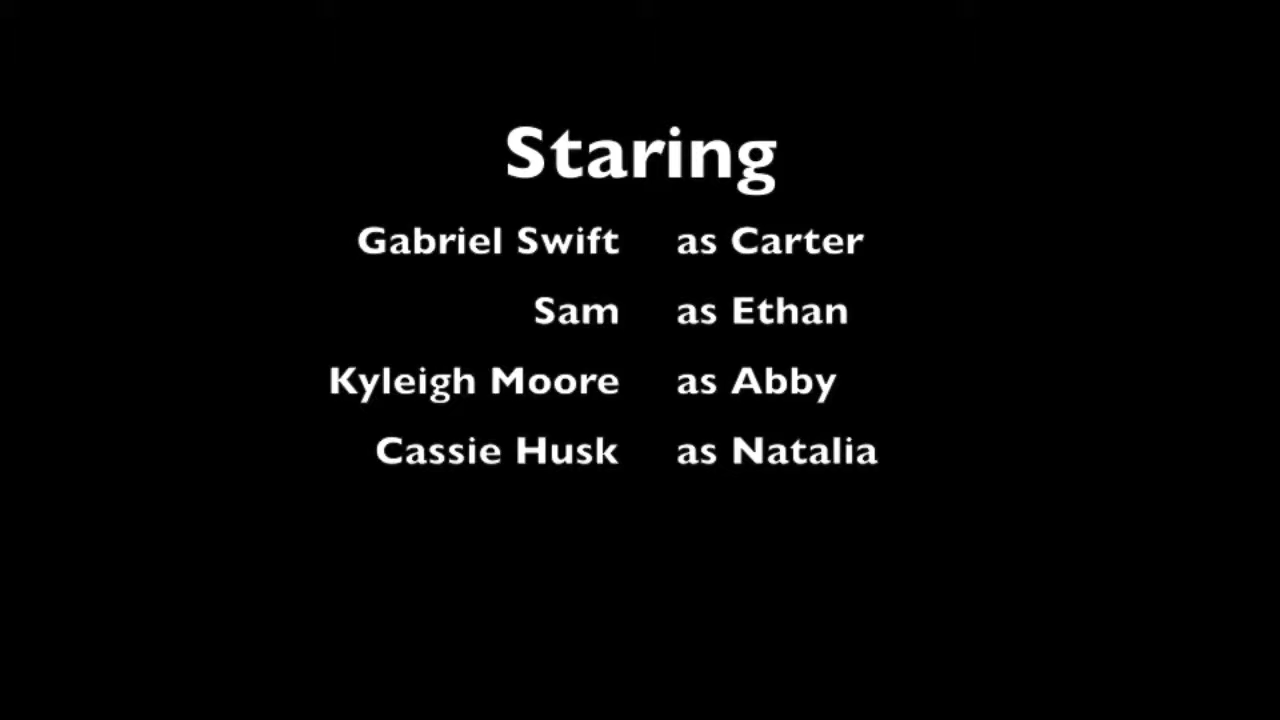 Staring
Gabriel Swift as Carter
Sam as Ethan
Kyleigh Moore as Abby
Cassie Husk as Natalia